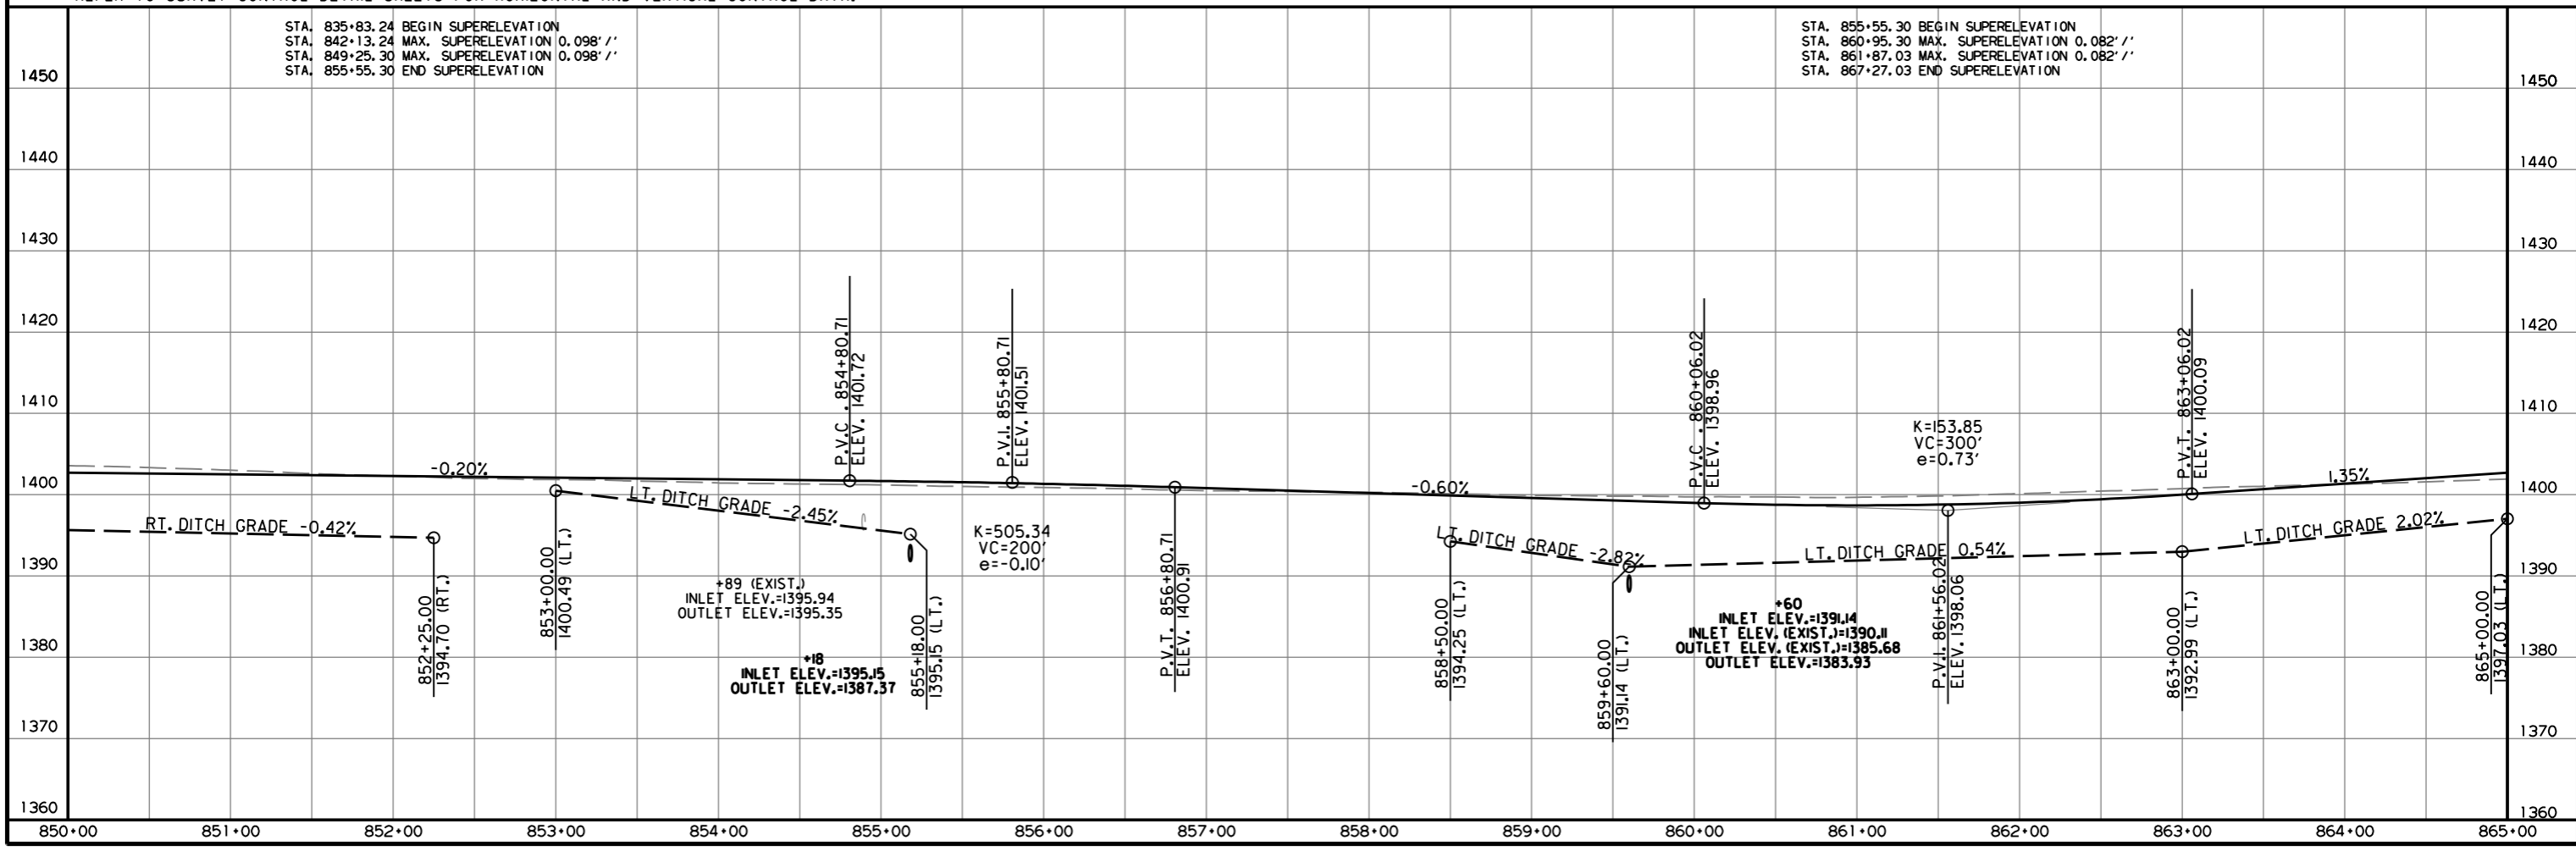 STA. 835+83.24 BEGIN SUPERELEVATION
STA. 842+13.24 MAX. SUPERELEVATION 0.098'/'
STA. 849+25.30 MAX. SUPERELEVATION 0.098'/'
STA. 855+55.30 END SUPERELEVATION
STA. 855+55.30 BEGIN SUPERELEVATION
STA. 860+95.30 MAX. SUPERELEVATION 0.082'/'
STA. 861+87.03 MAX. SUPERELEVATION 0.082'/'
STA. 867+27.03 END SUPERELEVATION
1450
1440
1430
1420
1410
1400
1390
1380
1370
1360
P.V.C. 854+80.71
ELEV. 1401.72
P.V.I. 855+80.71
ELEV. 1401.51
P.V.C. 860+06.02
ELEV. 1398.96
P.V.T. 863+06.02
ELEV. 1400.09
K=153.85
VC=300'
e=0.73'
-0.20%
-0.60%
1.35%
RT. DITCH GRADE -0.42%
LT. DITCH GRADE -2.45%
LT. DITCH GRADE -2.82%
LT. DITCH GRADE 0.54%
LT. DITCH GRADE 2.02%
K=505.34
VC=200'
e=-0.10'
852+25.00
1394.70 (RT.)
853+00.00
1400.49 (LT.)
+89 (EXIST.)
INLET ELEV.=1395.94
OUTLET ELEV.=1395.35
+18
INLET ELEV.=1395.15
OUTLET ELEV.=1387.37
855+18.00
1395.15 (LT.)
P.V.T. 856+80.71
ELEV. 1400.91
858+50.00
1394.25 (LT.)
859+60.00
1391.14 (LT.)
+60
INLET ELEV.=1391.14
INLET ELEV. (EXIST.)=1390.11
OUTLET ELEV. (EXIST.)=1385.68
OUTLET ELEV.=1383.93
P.V.I. 861+56.02
ELEV. 1398.06
863+00.00
1392.99 (LT.)
865+00.00
1397.03 (LT.)
1450
1440
1430
1420
1410
1400
1390
1380
1370
1360
850+00 851+00 852+00 853+00 854+00 855+00 856+00 857+00 858+00 859+00 860+00 861+00 862+00 863+00 864+00 865+00